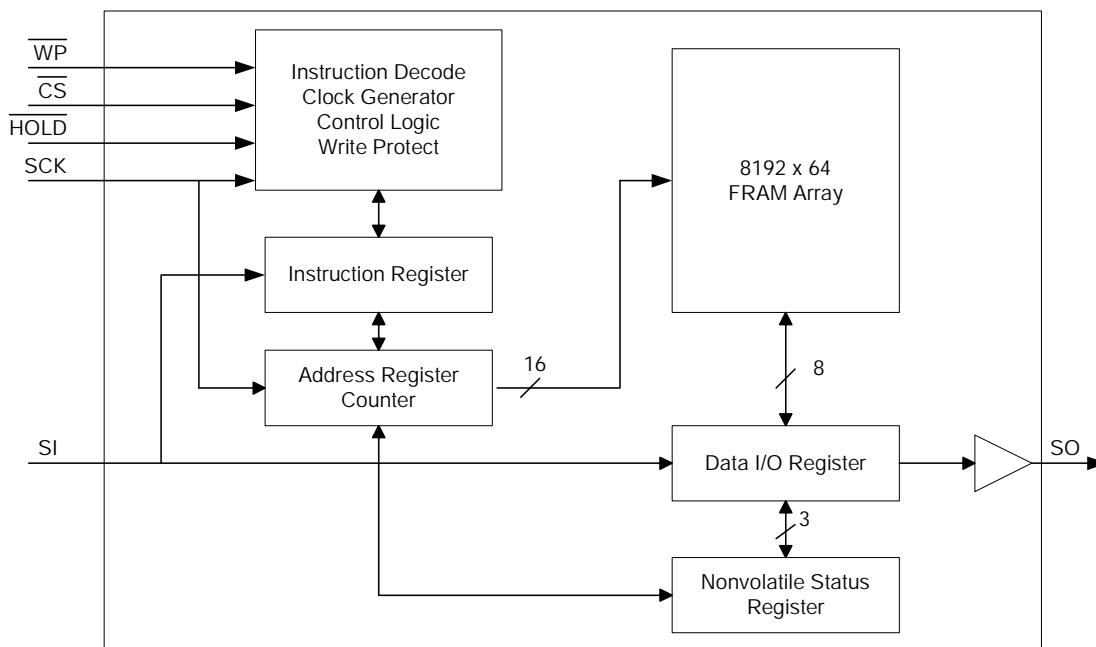 WP
CS
HOLD
SCK
Instruction Decode
Clock Generator
Control Logic
Write Protect
8192 x 64
FRAM Array
Instruction Register
Address Register
Counter
16
8
SI
Data I/O Register
SO
3
Nonvolatile Status
Register